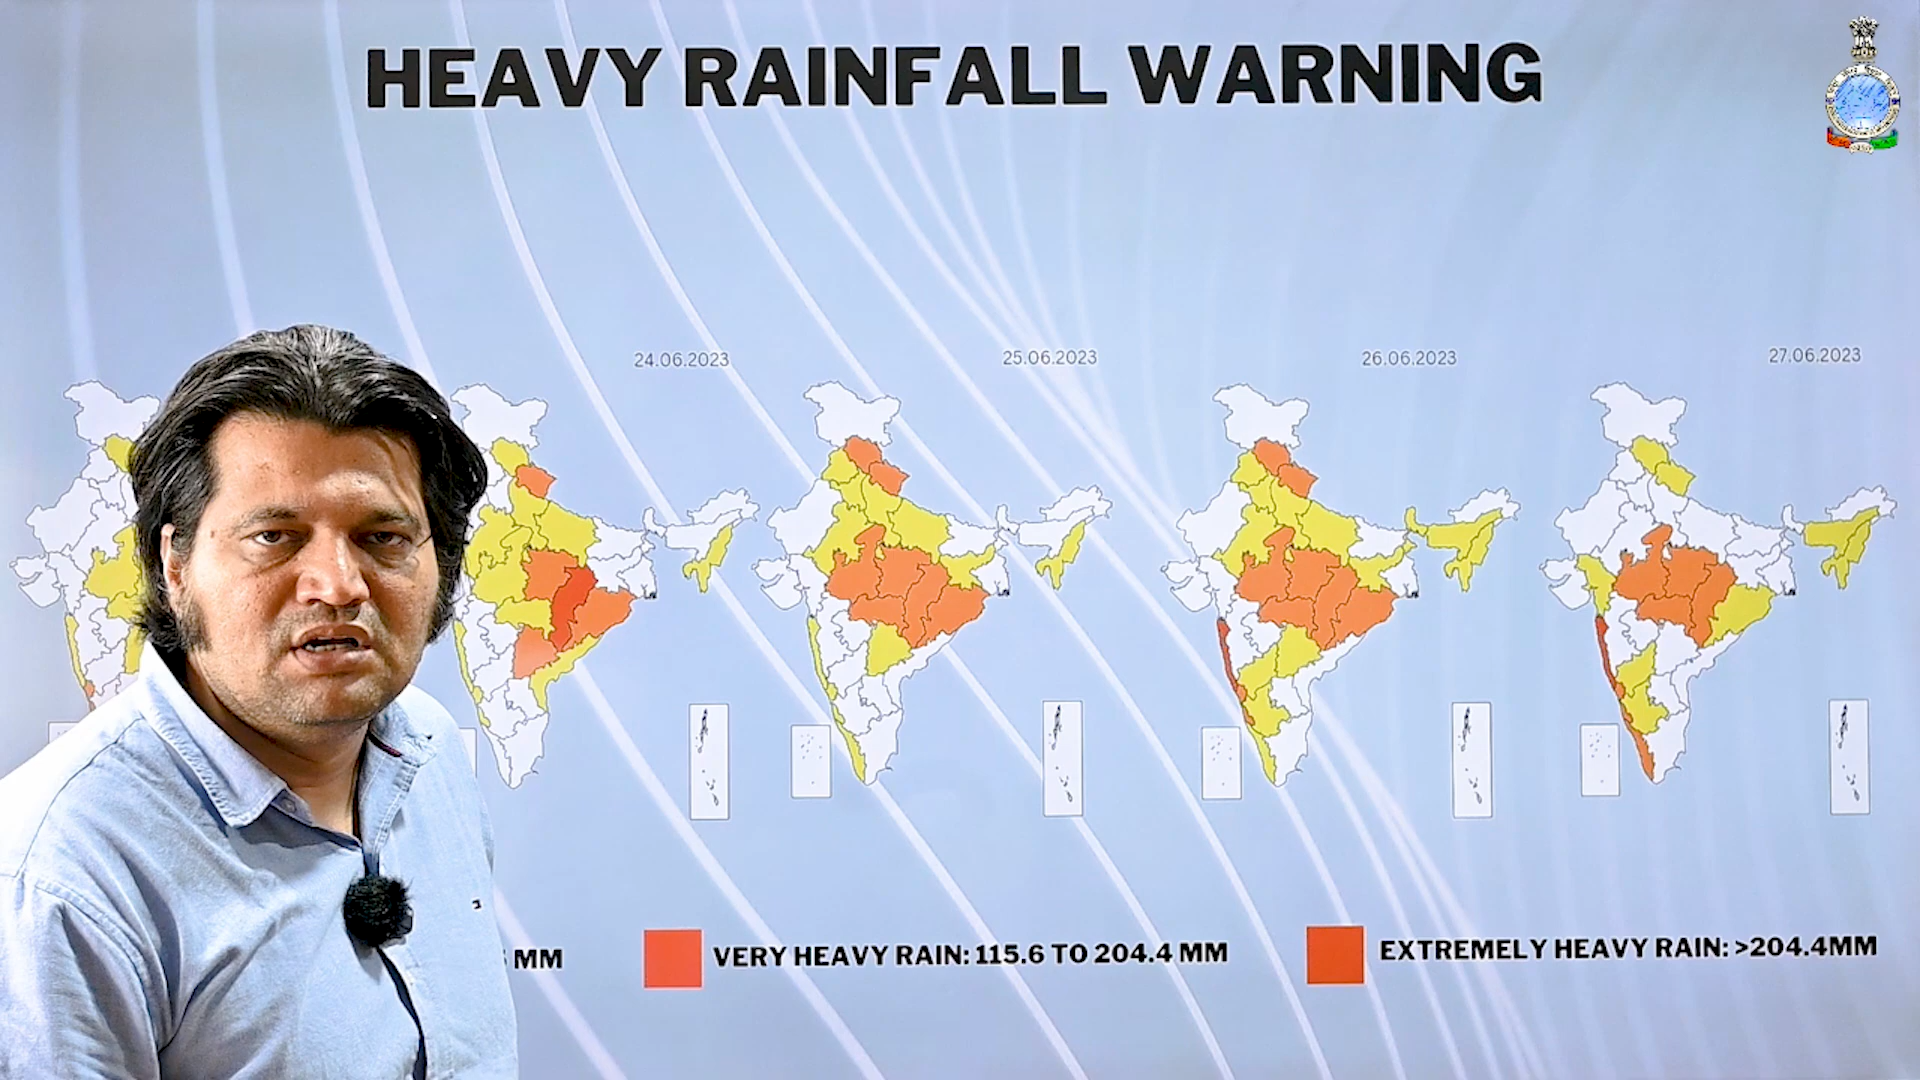 HEAVY RAINFALL WARNING
24.06.2023
25.06.2023
26.06.2023
27.06.2023
MM
VERY HEAVY RAIN: 115.6 TO 204.4 MM
EXTREMELY HEAVY RAIN: >204.4MM